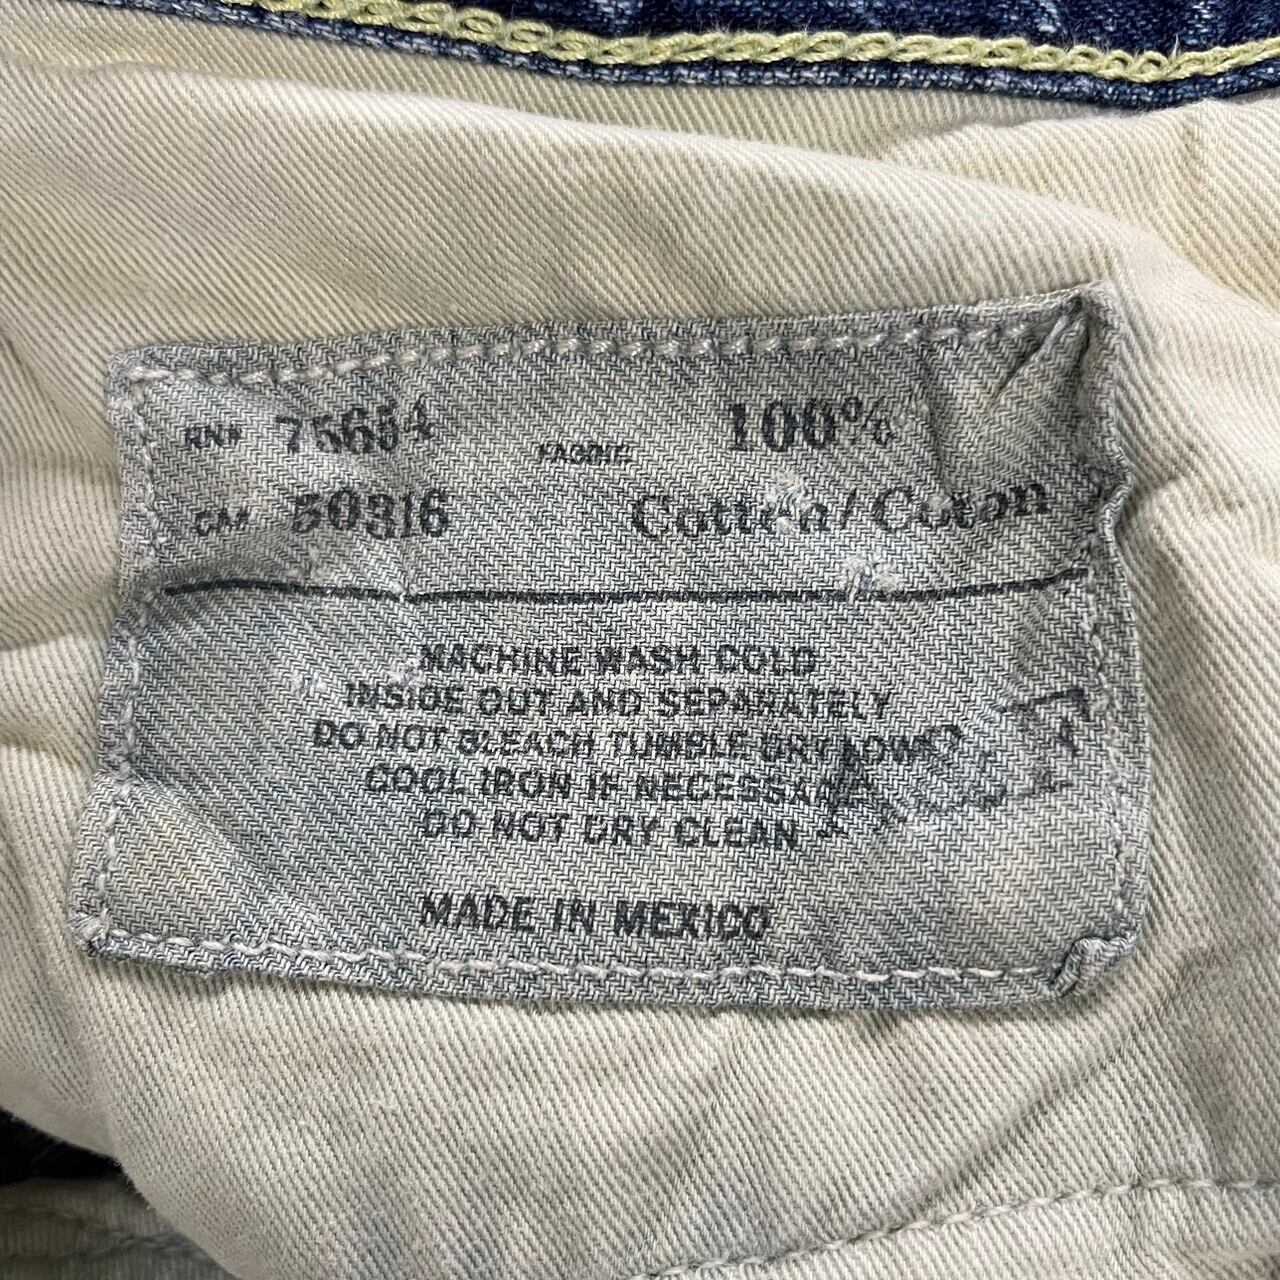 RN# 75654 FABRIC 100%
CA# 50316 Cotton/Coton
MACHINE WASH COLD
INSIDE OUT AND SEPARATELY
DO NOT BLEACH TUMBLE DRY LOW
COOL IRON IF NECESSARY
DO NOT DRY CLEAN
MADE IN MEXICO